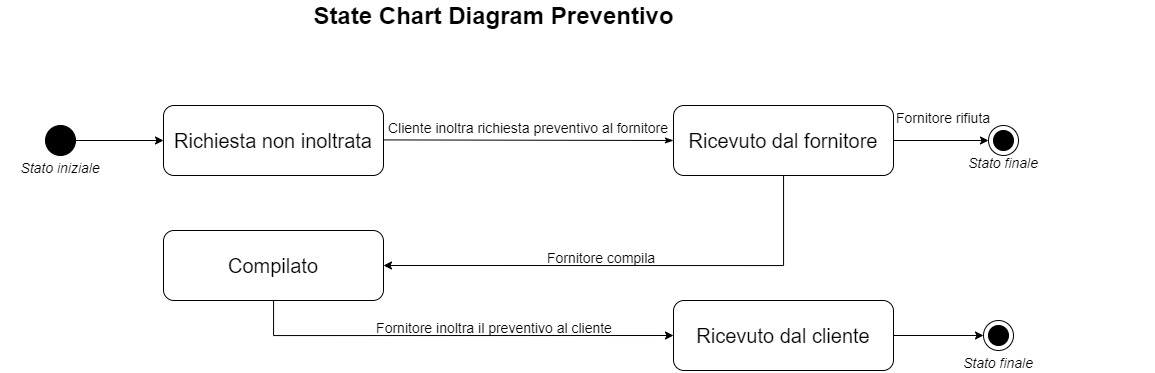 State Chart Diagram Preventivo
Richiesta non inoltrata
Cliente inoltra richiesta preventivo al fornitore
Ricevuto dal fornitore
Fornitore rifiuta
Stato iniziale
Stato finale
Compilato
Fornitore compila
Fornitore inoltra il preventivo al cliente
Ricevuto dal cliente
Stato finale